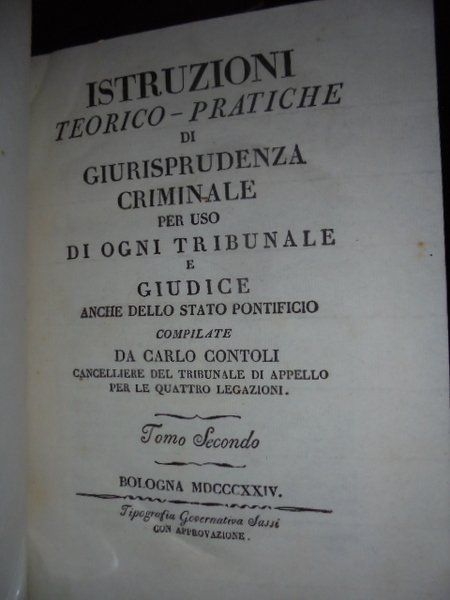 ISTRUZIONI
TEORICO-PRATICHE
DI
GIURISPRUDENZA
CRIMINALE
PER USO
DI OGNI TRIBUNALE
E
GIUDICE
ANCHE DELLO STATO PONTIFICIO
COMPILATE
DA CARLO CONTOLI
CANCELLIERE DEL TRIBUNALE DI APPELLO
PER LE QUATTRO LEGAZIONI.
Tomo Secondo
BOLOGNA MDCCCXXIV.
Tipografia Governativa Sassi
CON APPROVAZIONE.